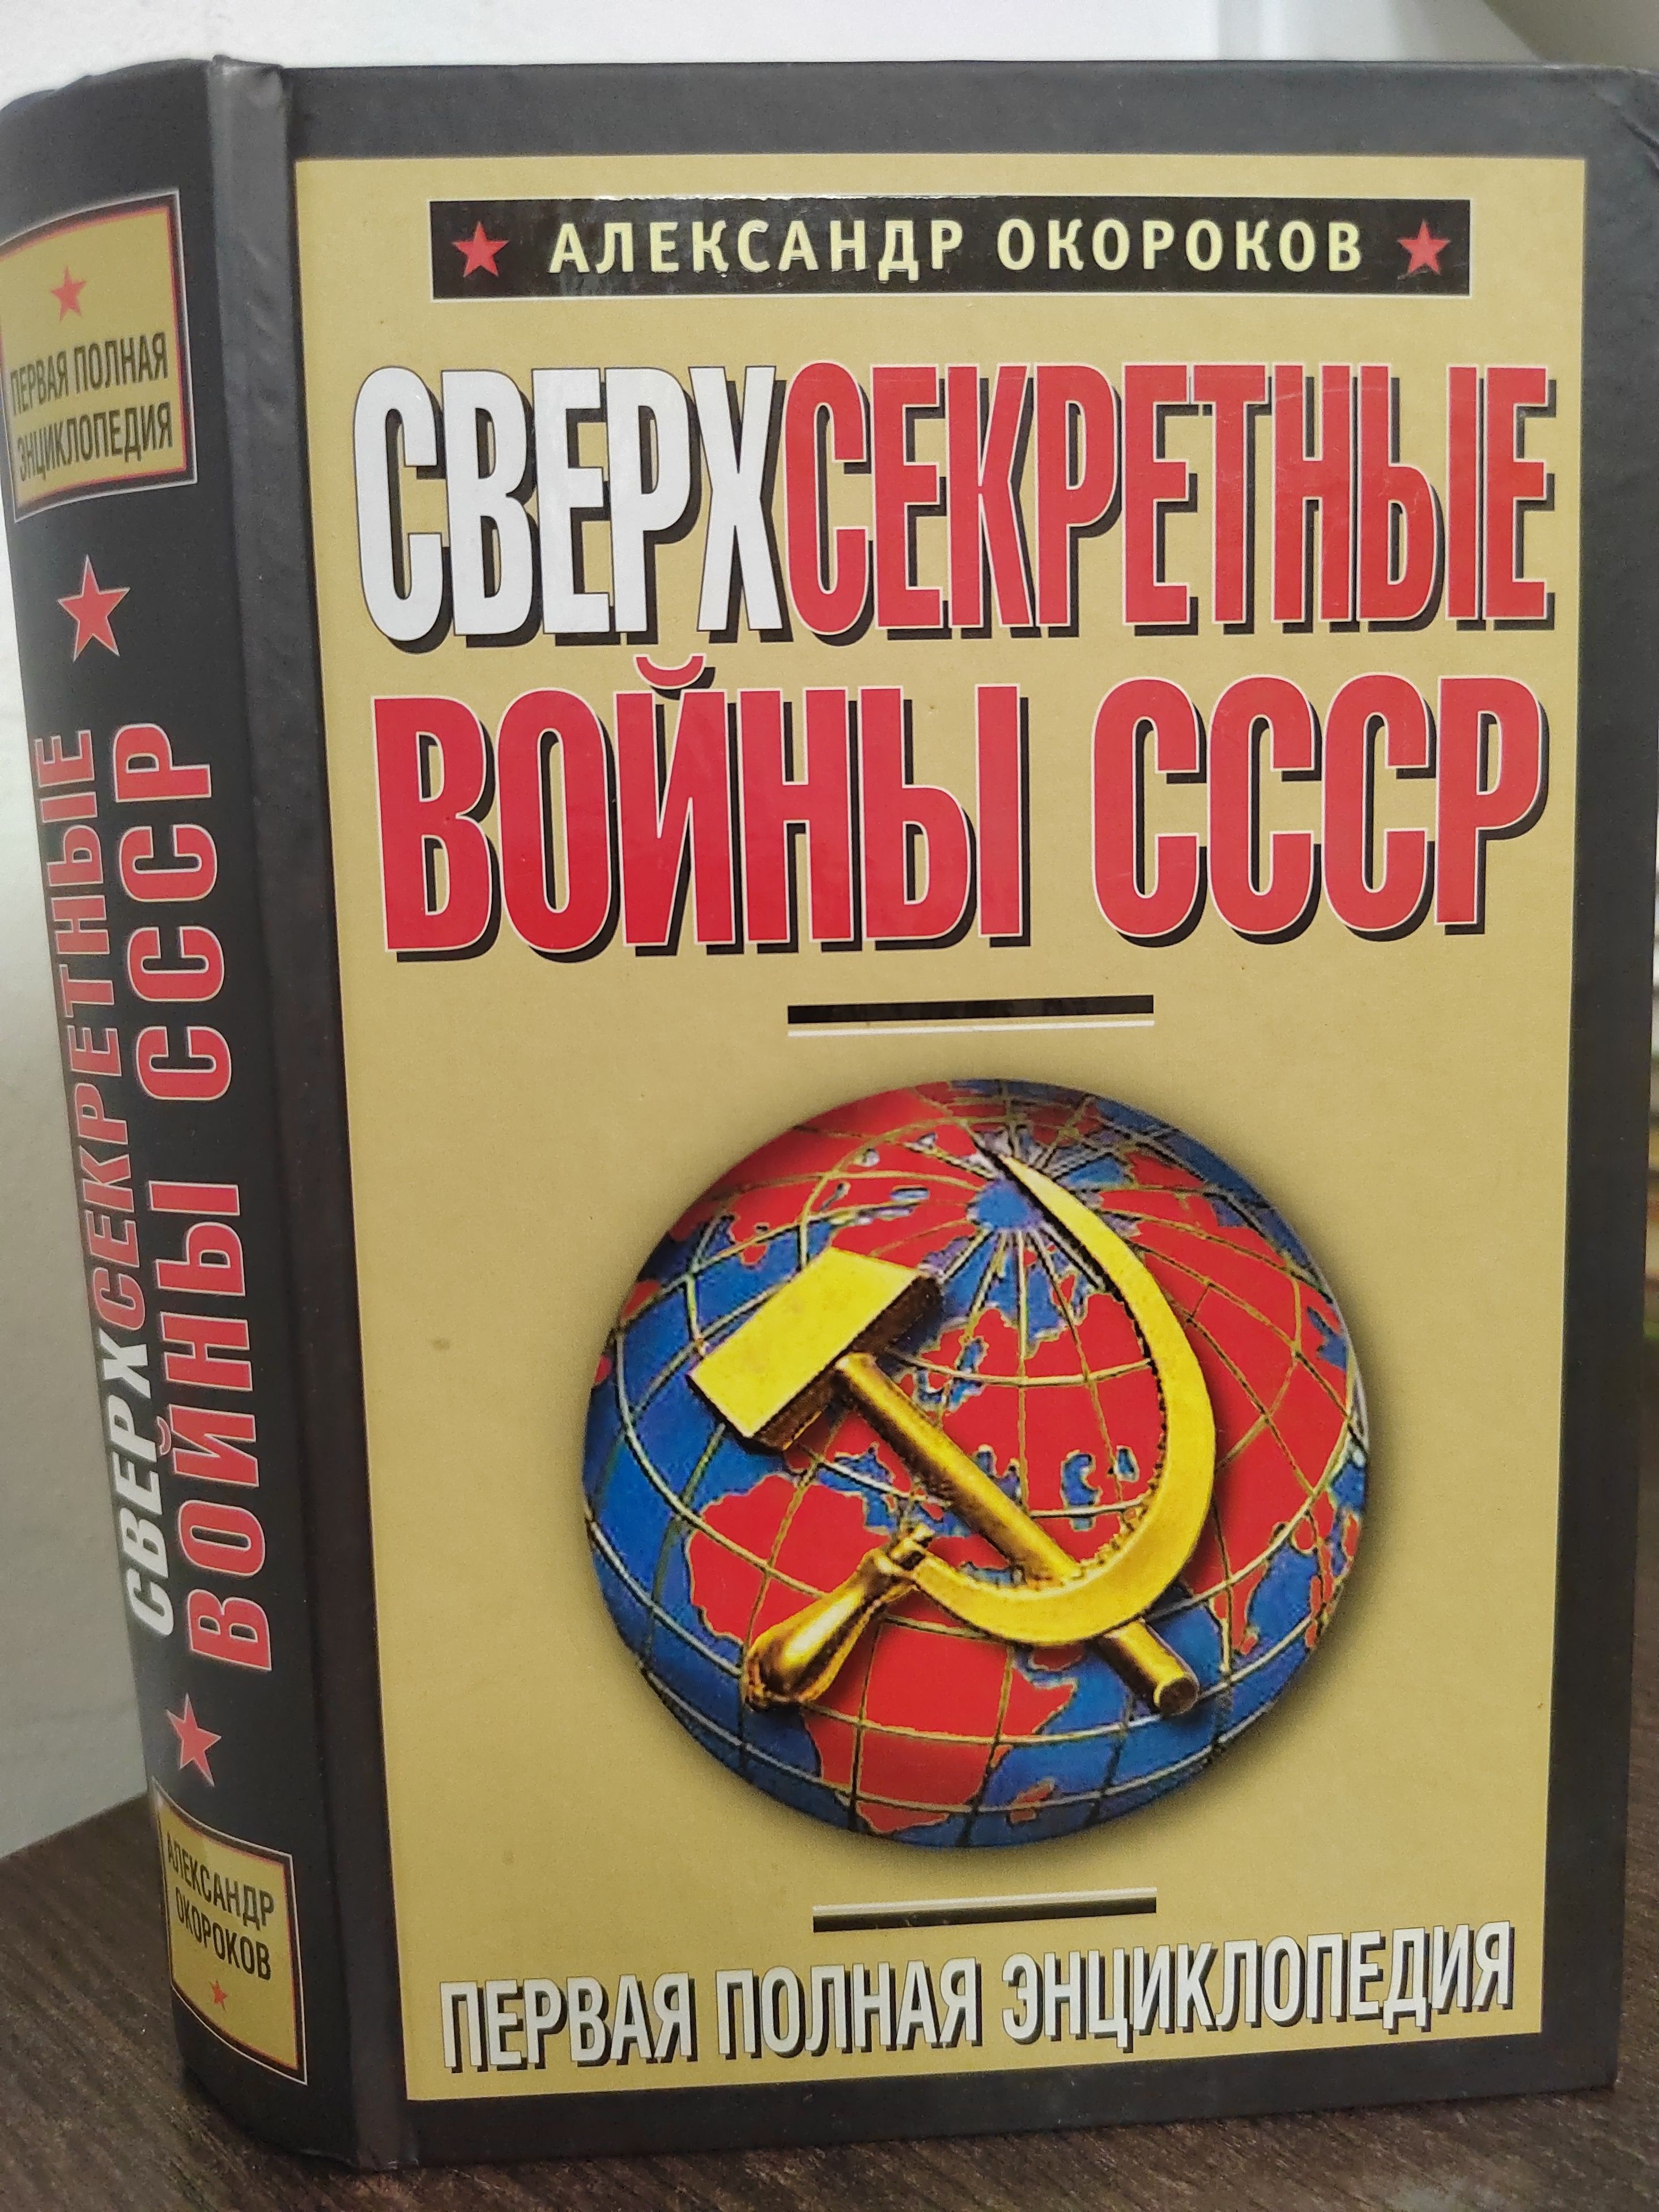 АЛЕКСАНДР ОКОРОКОВ
СВЕРХСЕКРЕТНЫЕ
ВОЙНЫ СССР
ПЕРВАЯ ПОЛНАЯ ЭНЦИКЛОПЕДИЯ
ПЕРВАЯ ПОЛНАЯ
ЭНЦИКЛОПЕДИЯ
СВЕРХСЕКРЕТНЫЕ
ВОЙНЫ СССР
АЛЕКСАНДР
ОКОРОКОВ